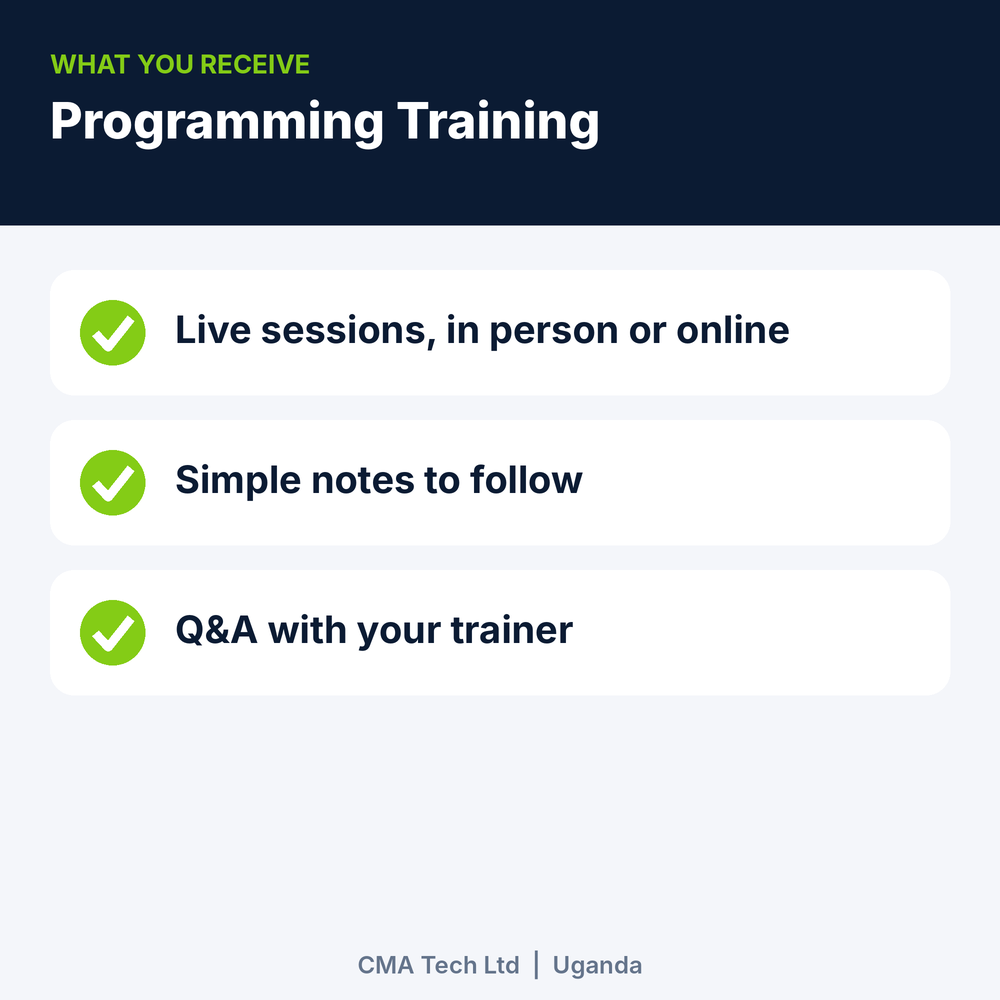 WHAT YOU RECEIVE
Programming Training
Live sessions, in person or online
Simple notes to follow
Q&A with your trainer
CMA Tech Ltd | Uganda